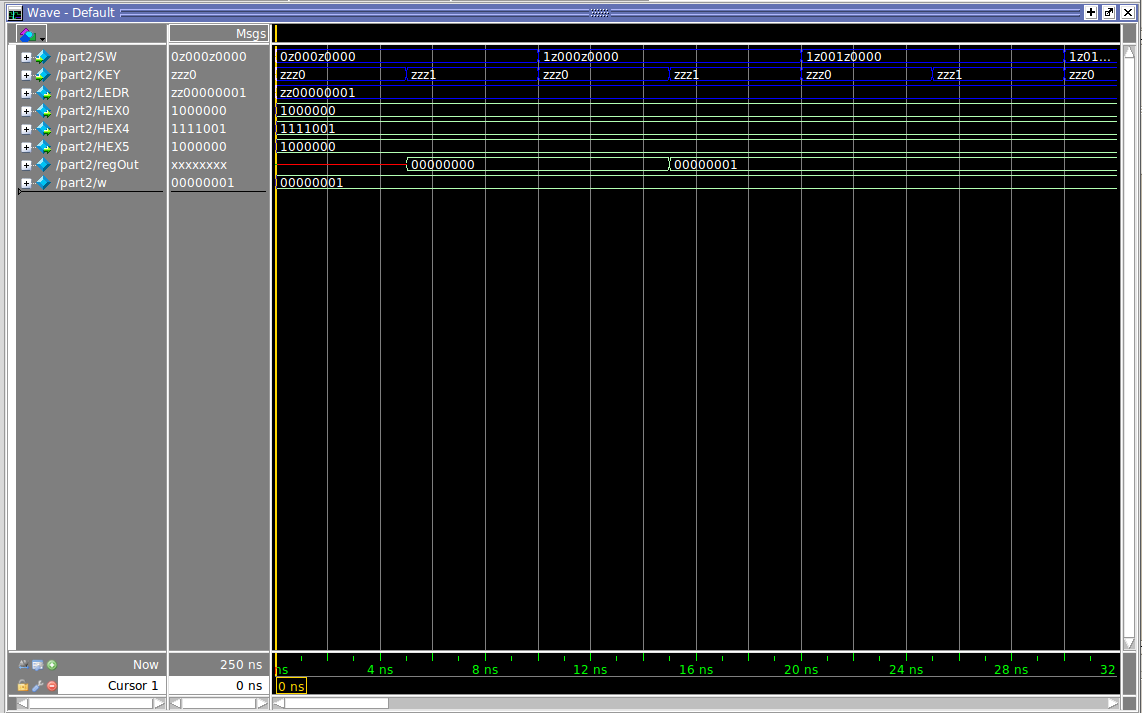 Wave - Default
Msgs
/part2/SW 0z000z0000 0z000z0000 1z000z0000 1z001z0000 1z01...
/part2/KEY zzz0 zzz0 zzz1 zzz0 zzz1 zzz0 zzz1 zzz0
/part2/LEDR zz00000001 zz00000001
/part2/HEX0 1000000 1000000
/part2/HEX4 1111001 1111001
/part2/HEX5 1000000 1000000
/part2/regOut xxxxxxxx 00000000 00000001
/part2/w 00000001 00000001
Now 250 ns ns 4 ns 8 ns 12 ns 16 ns 20 ns 24 ns 28 ns 32
Cursor 1 0 ns 0 ns